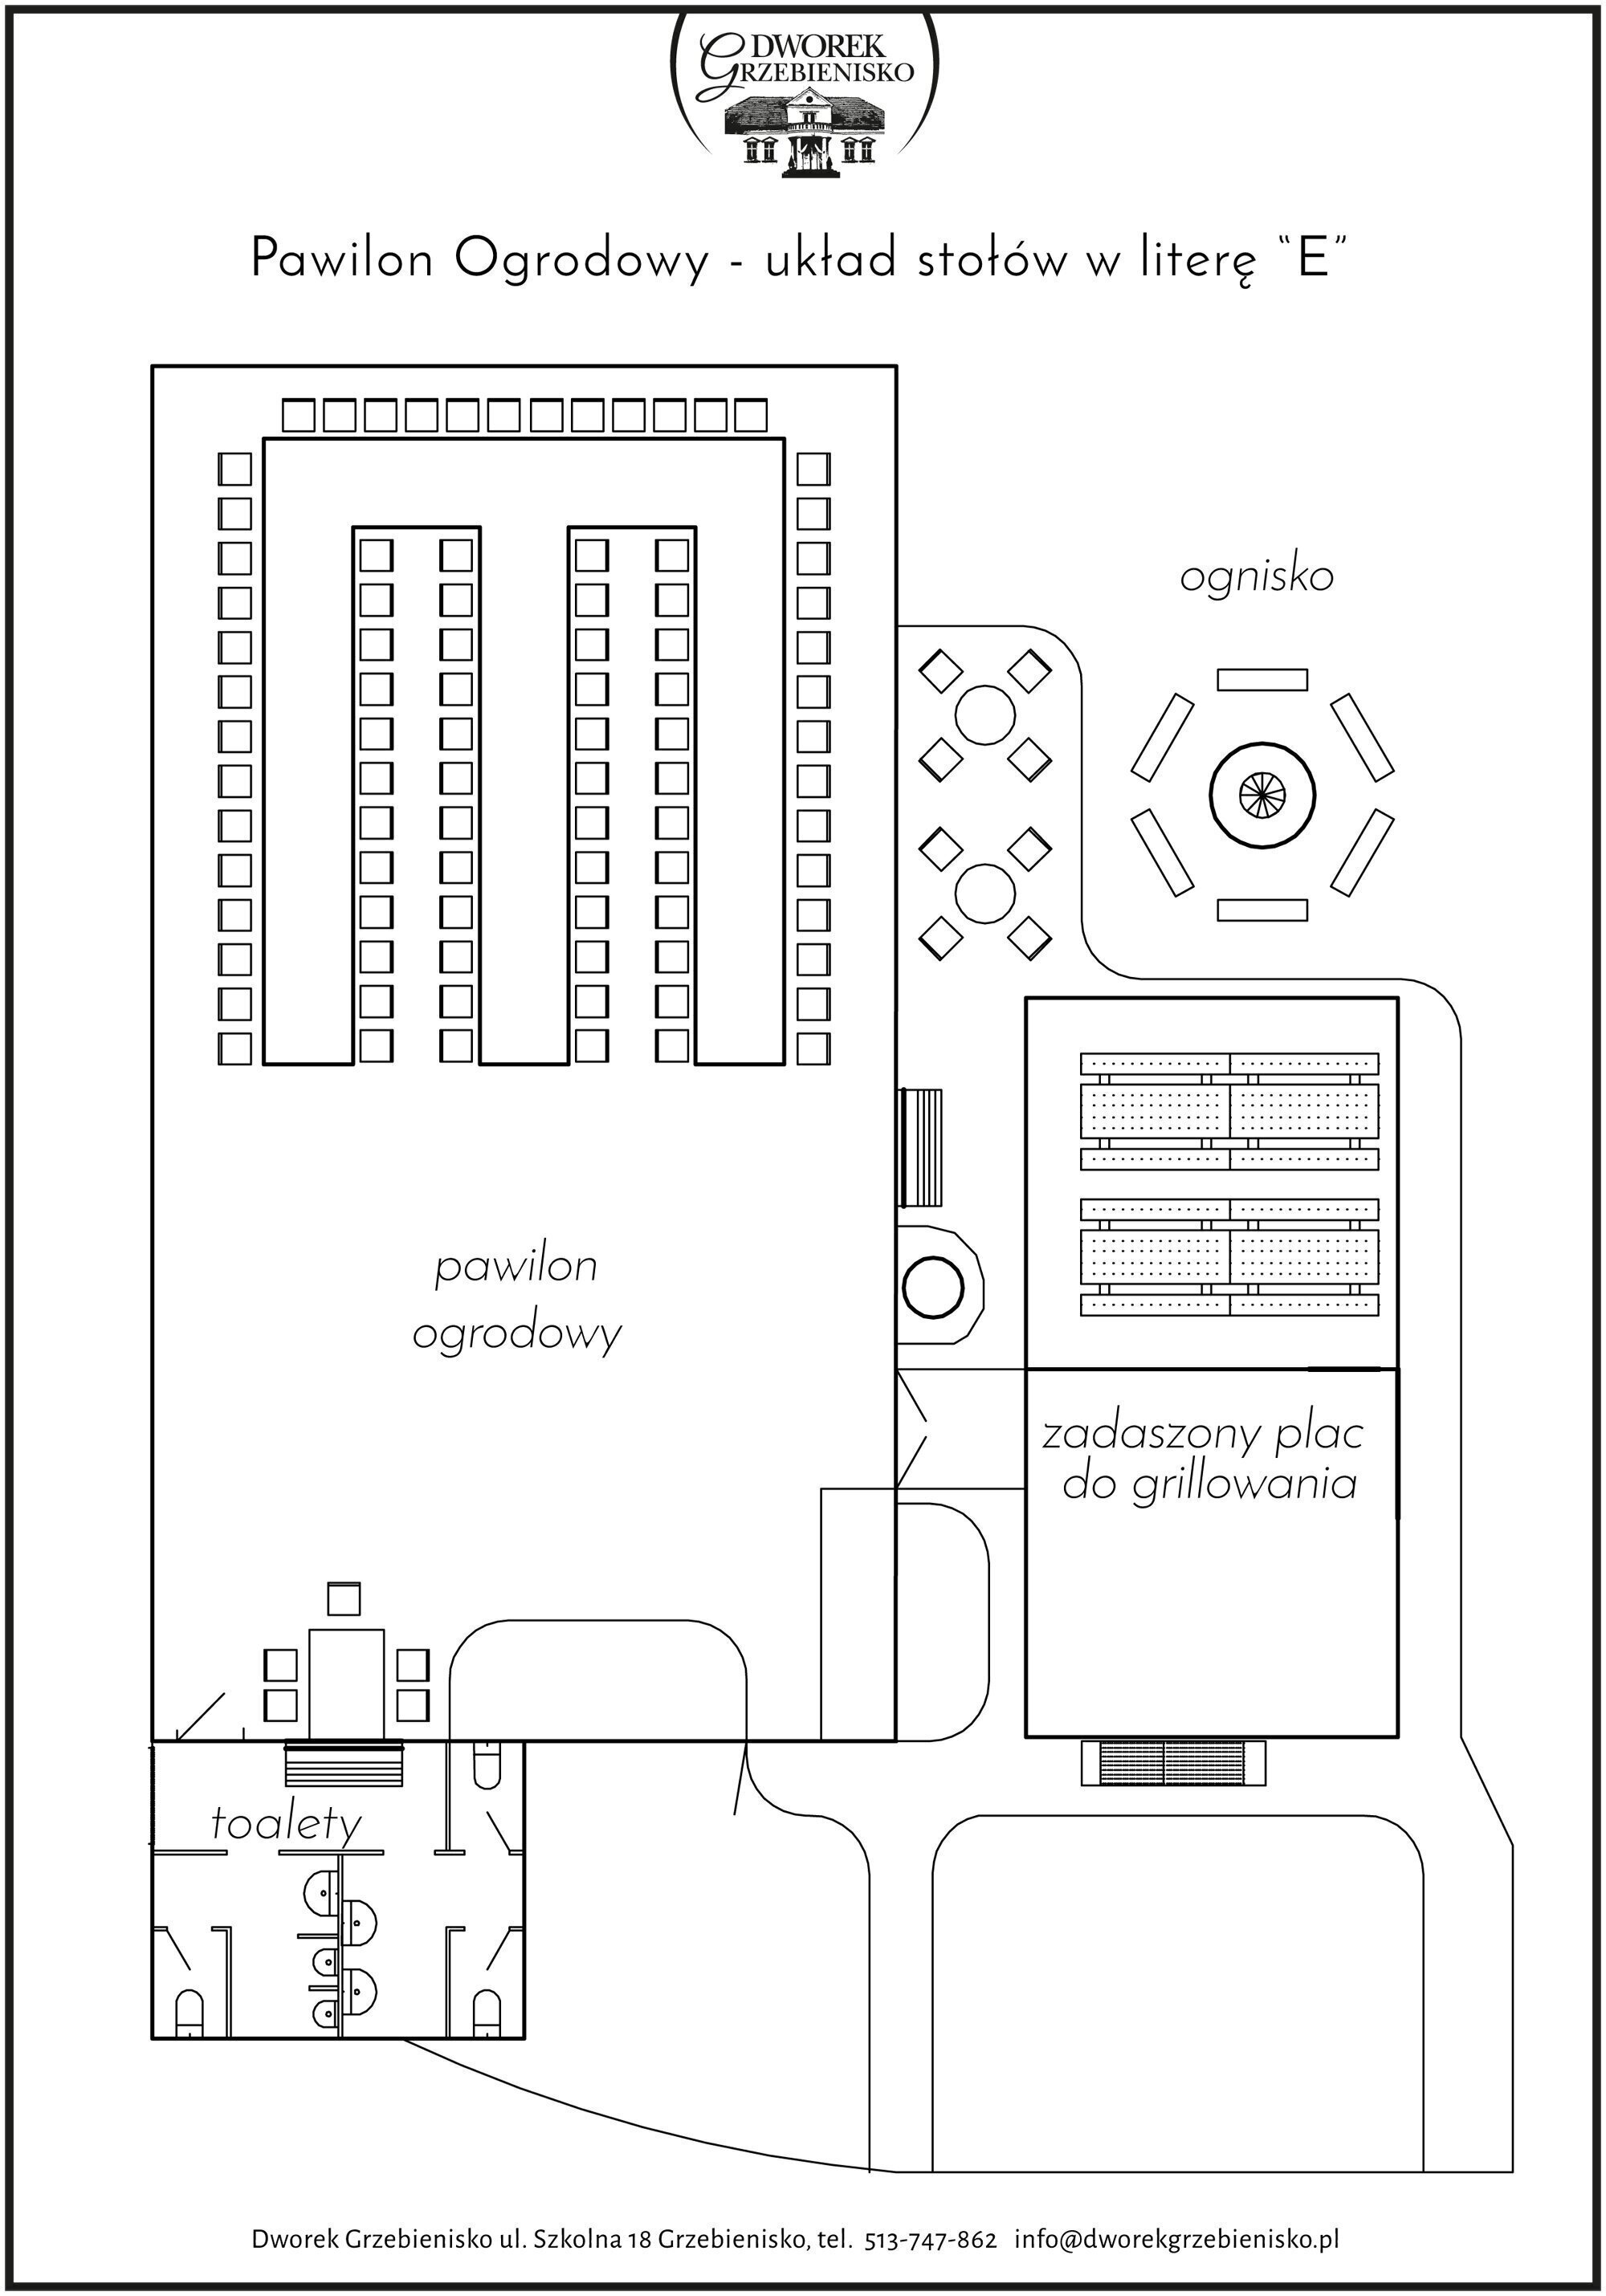 DWOREK
GRZEBIENISKO
Pawilon Ogrodowy - układ stołów w literę “E”
ognisko
pawilon
ogrodowy
zadaszony plac
do grillowania
toalety
Dworek Grzebienisko ul. Szkolna 18 Grzebienisko, tel. 513-747-862 info@dworekgrzebienisko.pl